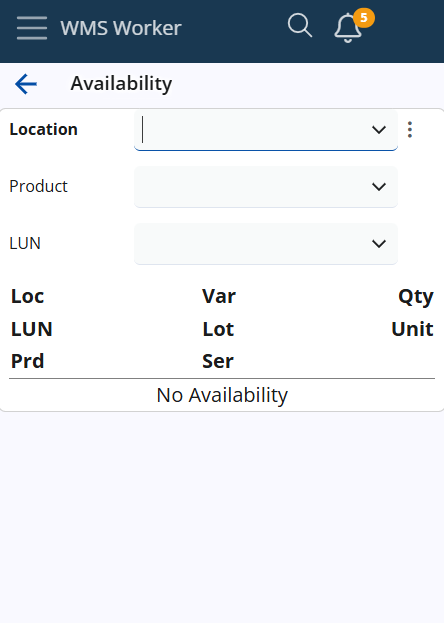 WMS Worker 5
Availability
Location
Product
LUN
Loc Var Qty
LUN Lot Unit
Prd Ser
No Availability